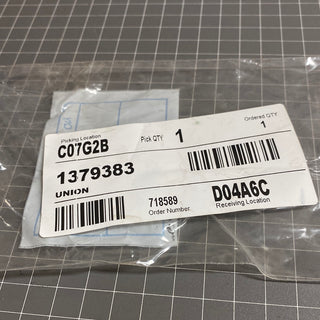 Picking Location
C07G2B
Pick QTY 1
Ordered QTY
1
1379383
UNION
718589
Order Number
D04A6C
Receiving Location